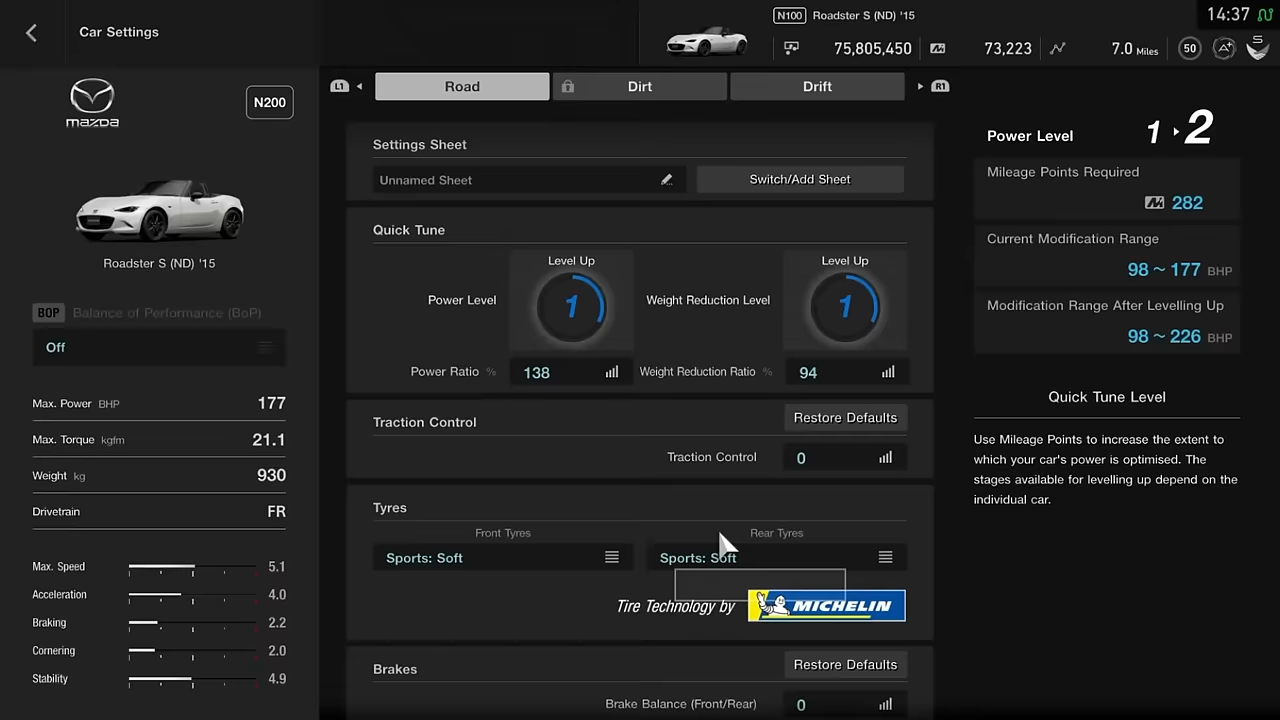 Car Settings
N100 Roadster S (ND) '15
14:37
75,805,450 73,223 7.0 Miles 50 S
mazda
N200
Roadster S (ND) '15
BOP Balance of Performance (BoP)
Off
Max. Power BHP 177
Max. Torque kgfm 21.1
Weight kg 930
Drivetrain FR
Max. Speed 5.1
Acceleration 4.0
Braking 2.2
Cornering 2.0
Stability 4.9
L1 Road Dirt Drift R1
Settings Sheet
Unnamed Sheet Switch/Add Sheet
Quick Tune
Level Up Level Up
Power Level 1 Weight Reduction Level 1
Power Ratio % 138 Weight Reduction Ratio % 94
Traction Control Restore Defaults
Traction Control 0
Tyres
Front Tyres Rear Tyres
Sports: Soft Sports: Soft
Tire Technology by MICHELIN
Brakes Restore Defaults
Brake Balance (Front/Rear) 0
Power Level 1 2
Mileage Points Required
282
Current Modification Range
98 ~ 177 BHP
Modification Range After Levelling Up
98 ~ 226 BHP
Quick Tune Level
Use Mileage Points to increase the extent to
which your car's power is optimised. The
stages available for levelling up depend on the
individual car.